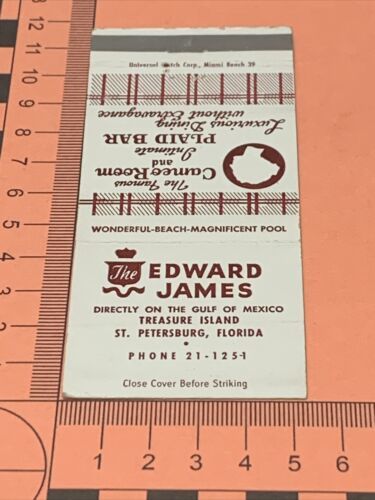 Universal Match Corp., Miami Beach 39
The Famous
Cameo Room
and
Intimate
PLAID BAR
Luxurious Dining
without Extravagance
WONDERFUL-BEACH-MAGNIFICENT POOL
The EDWARD
JAMES
DIRECTLY ON THE GULF OF MEXICO
TREASURE ISLAND
ST. PETERSBURG, FLORIDA
•
PHONE 21-1251
Close Cover Before Striking
13
12
11
10
9
8
7
6
5
4
3
2
1
1 2 3 4 5 6